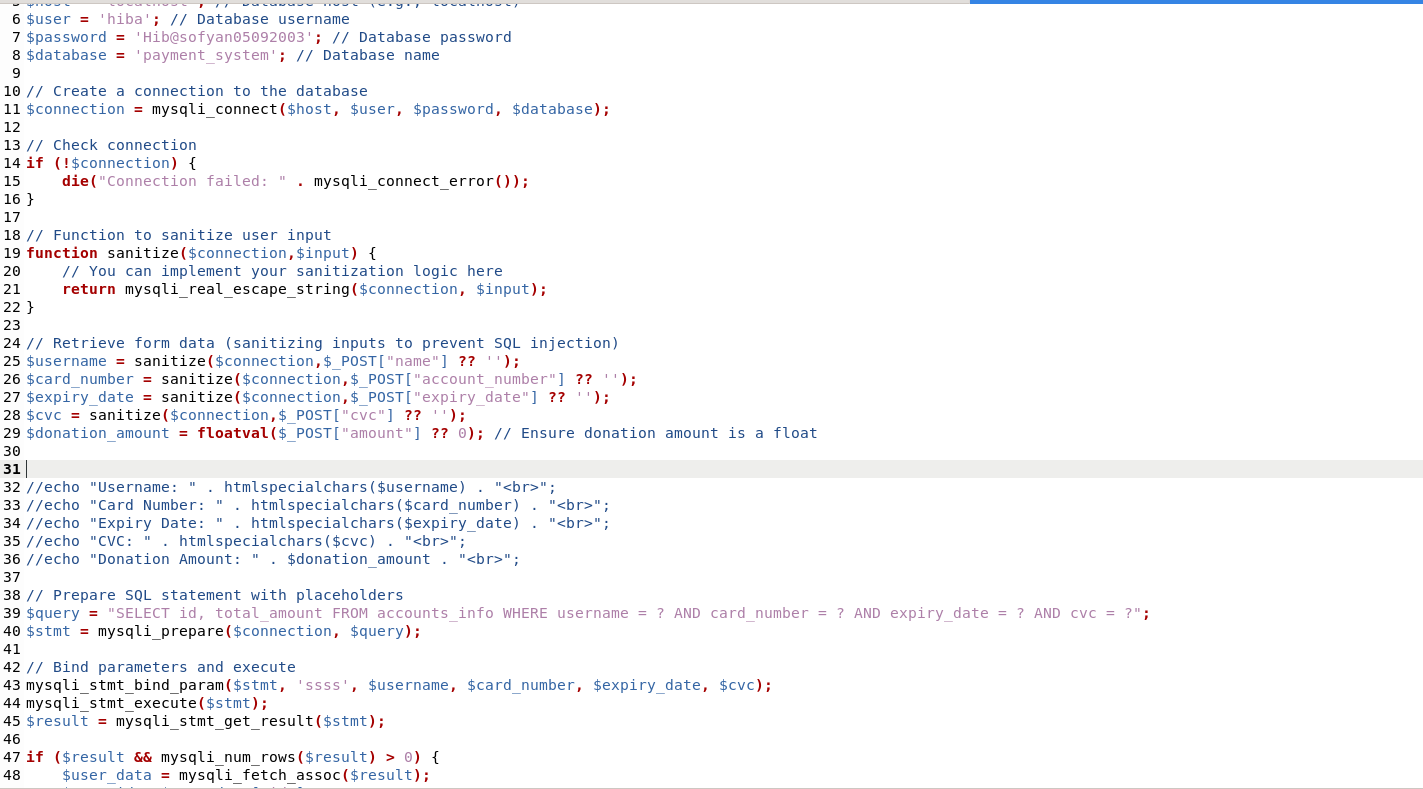 5 $host = 'localhost'; // Database host (e.g., localhost)
6 $user = 'hiba'; // Database username
7 $password = 'Hib@sofyan05092003'; // Database password
8 $database = 'payment_system'; // Database name
9
10 // Create a connection to the database
11 $connection = mysqli_connect($host, $user, $password, $database);
12
13 // Check connection
14 if (!$connection) {
15     die("Connection failed: " . mysqli_connect_error());
16 }
17
18 // Function to sanitize user input
19 function sanitize($connection,$input) {
20     // You can implement your sanitization logic here
21     return mysqli_real_escape_string($connection, $input);
22 }
23
24 // Retrieve form data (sanitizing inputs to prevent SQL injection)
25 $username = sanitize($connection,$_POST["name"] ?? '');
26 $card_number = sanitize($connection,$_POST["account_number"] ?? '');
27 $expiry_date = sanitize($connection,$_POST["expiry_date"] ?? '');
28 $cvc = sanitize($connection,$_POST["cvc"] ?? '');
29 $donation_amount = floatval($_POST["amount"] ?? 0); // Ensure donation amount is a float
30
31
32 //echo "Username: " . htmlspecialchars($username) . "<br>";
33 //echo "Card Number: " . htmlspecialchars($card_number) . "<br>";
34 //echo "Expiry Date: " . htmlspecialchars($expiry_date) . "<br>";
35 //echo "CVC: " . htmlspecialchars($cvc) . "<br>";
36 //echo "Donation Amount: " . $donation_amount . "<br>";
37
38 // Prepare SQL statement with placeholders
39 $query = "SELECT id, total_amount FROM accounts_info WHERE username = ? AND card_number = ? AND expiry_date = ? AND cvc = ?";
40 $stmt = mysqli_prepare($connection, $query);
41
42 // Bind parameters and execute
43 mysqli_stmt_bind_param($stmt, 'ssss', $username, $card_number, $expiry_date, $cvc);
44 mysqli_stmt_execute($stmt);
45 $result = mysqli_stmt_get_result($stmt);
46
47 if ($result && mysqli_num_rows($result) > 0) {
48     $user_data = mysqli_fetch_assoc($result);